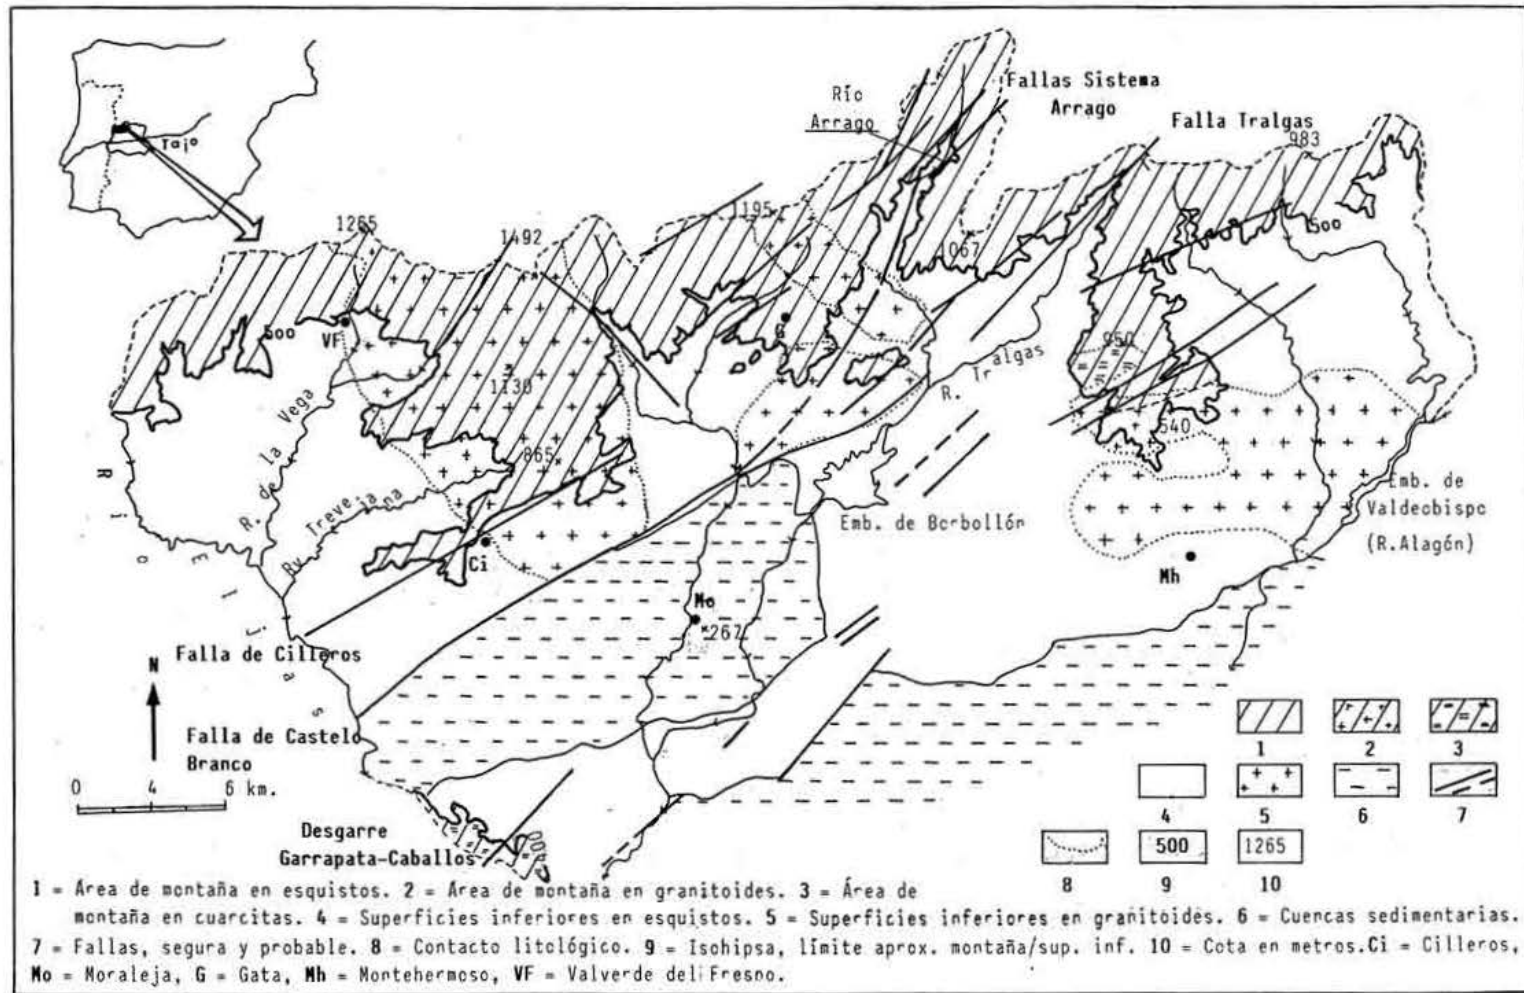 Tajo
Río
Arrago
Fallas Sistema
Arrago
Falla Tralgas
983
1265
1492
1195
1067
500
500
VF
G
950
1130
R. Tralgas
540
865
R. de la Vega
Rv Trevejana
Río Eljas
Ci
Emb. de Borbollón
Emb. de
Valdeobispo
(R.Alagón)
Mh
Mo
267
Falla de Cilleros
N
Falla de Castelo
Branco
0 4 6 km.
Desgarre
Garrapata-Caballos
400
1 2 3
4 5 6 7
500 1265
8 9 10
1 = Área de montaña en esquistos. 2 = Area de montaña en granitoides. 3 = Área de
montaña en cuarcitas. 4 = Superficies inferiores en esquistos. 5 = Superficies inferiores en granitoides. 6 = Cuencas sedimentarias.
7 = Fallas, segura y probable. 8 = Contacto litológico. 9 = Isohipsa, límite aprox. montaña/sup. inf. 10 = Cota en metros.Ci = Cilleros,
Mo = Moraleja, G = Gata, Mh = Montehermoso, VF = Valverde del Fresno.